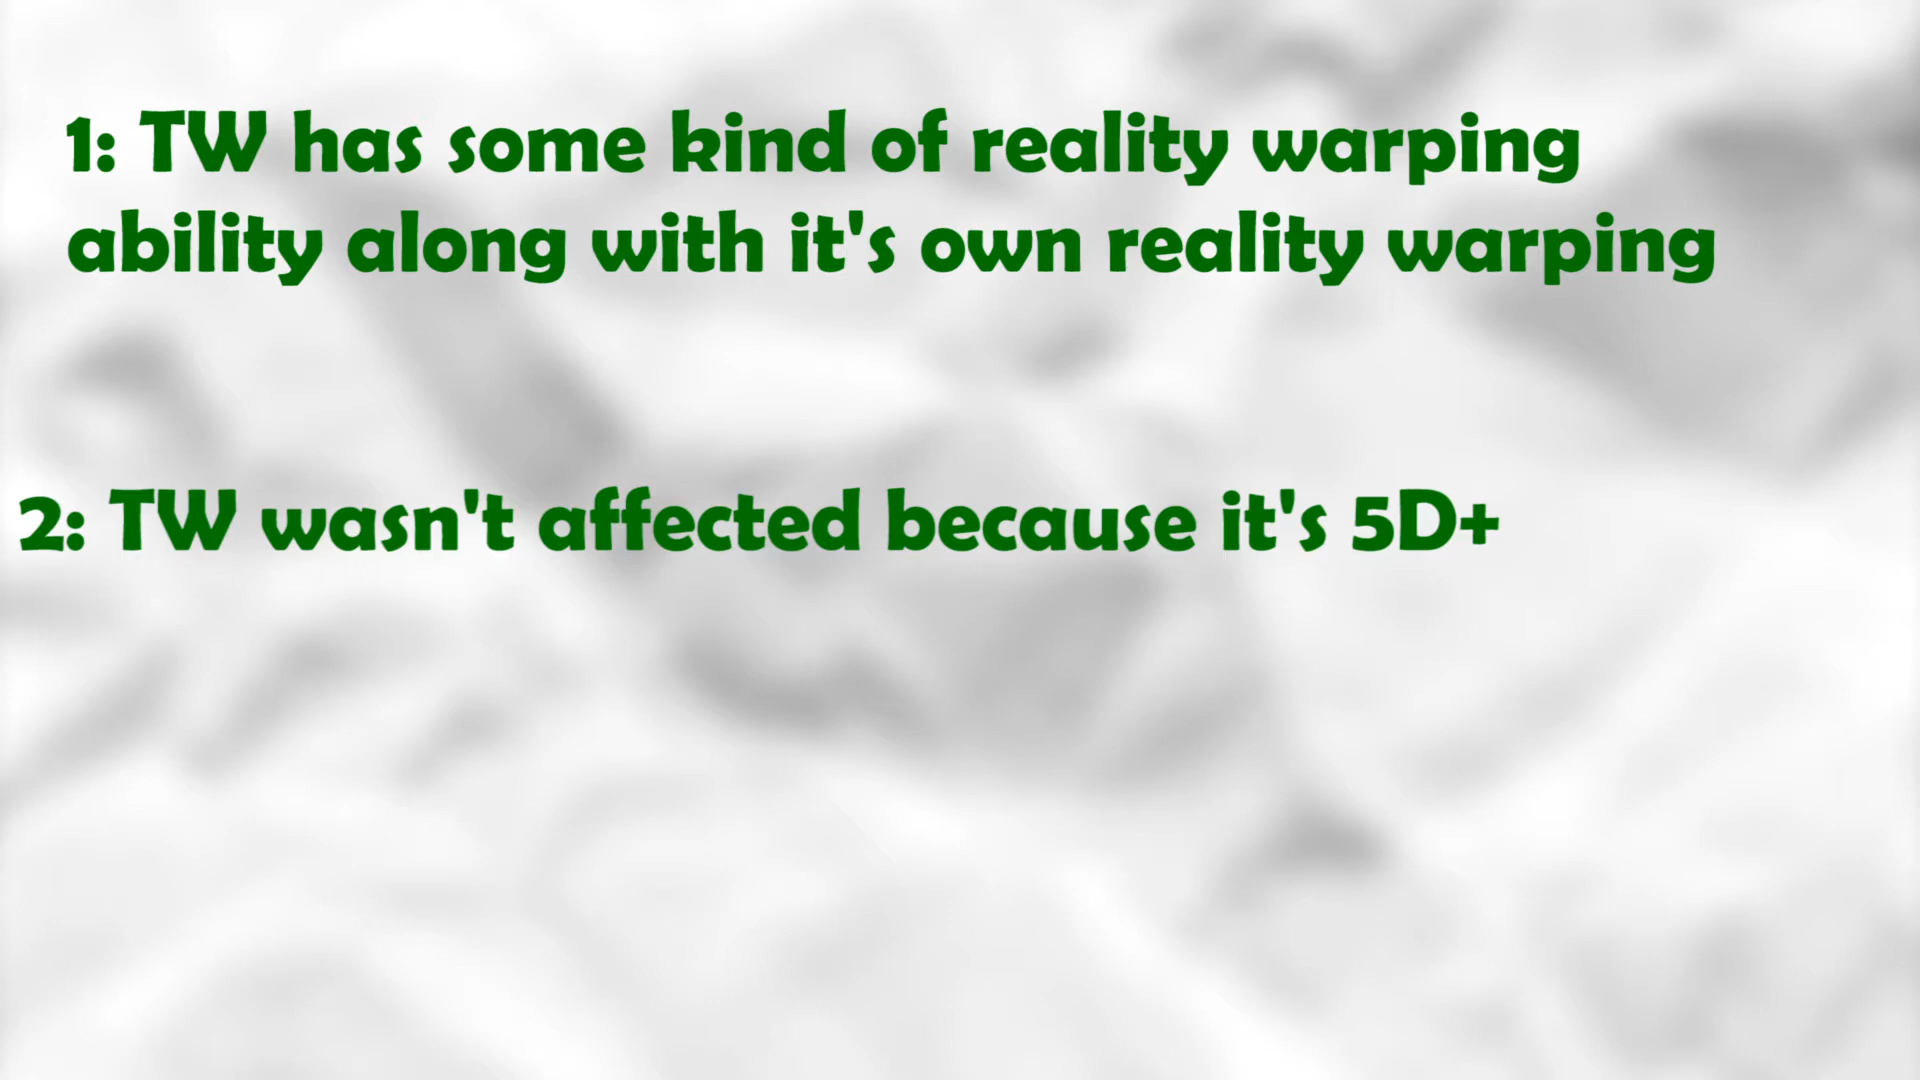 1: TW has some kind of reality warping
ability along with it's own reality warping
2: TW wasn't affected because it's 5D+